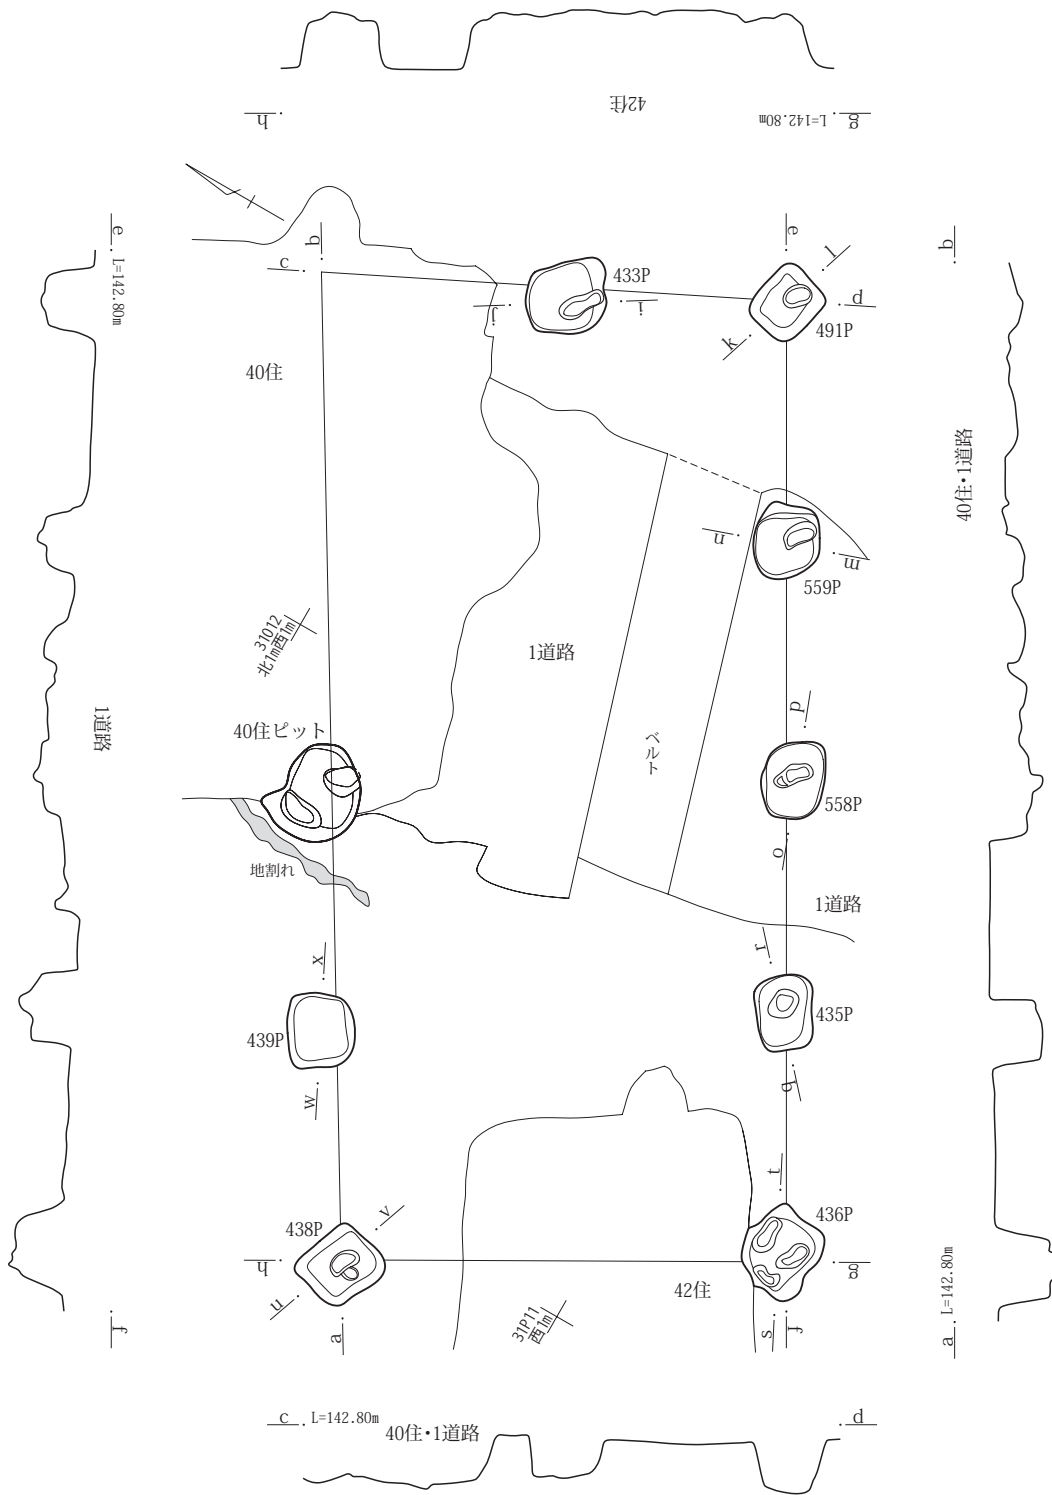 42住
h
g
L=142.80m
e
L=142.80m
b
c
e
l
b
433P
d
j
i
491P
k
40住
40住・1道路
n
m
559P
31O12
北1m西1m
1道路
p
1道路
40住ピット
ベルト
558P
地割れ
o
1道路
r
x
439P
435P
w
q
t
438P
v
436P
h
g
u
42住
L=142.80m
31P11
西1m
f
a
s
f
a
c
L=142.80m
40住・1道路
d